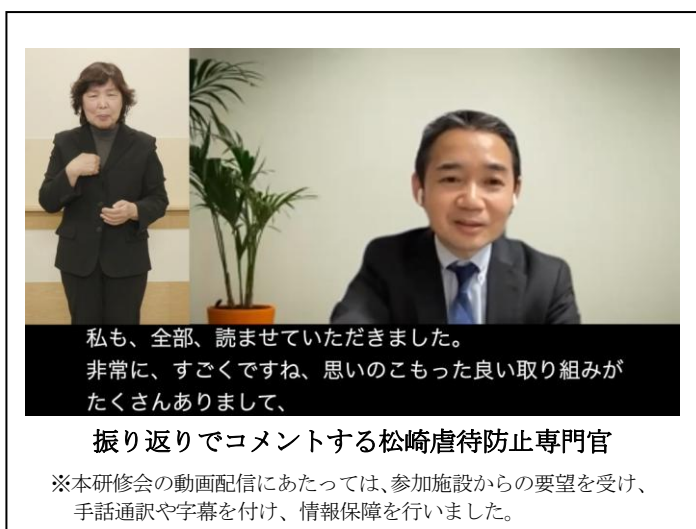 私も、全部、読ませていただきました。
非常に、すごくですね、思いのこもった良い取り組みが
たくさんありまして、
振り返りでコメントする松崎虐待防止専門官
※本研修会の動画配信にあたっては、参加施設からの要望を受け、
手話通訳や字幕を付け、情報保障を行いました。